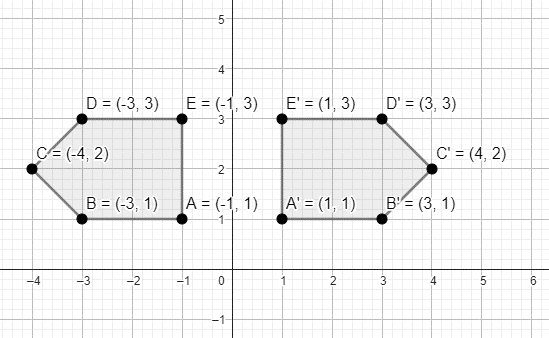 5
4
D = (-3, 3) E = (-1, 3) E' = (1, 3) D' = (3, 3)
3
C = (-4, 2) C' = (4, 2)
2
B = (-3, 1) A = (-1, 1) A' = (1, 1) B' = (3, 1)
1
−4 −3 −2 −1 0 1 2 3 4 5 6
−1